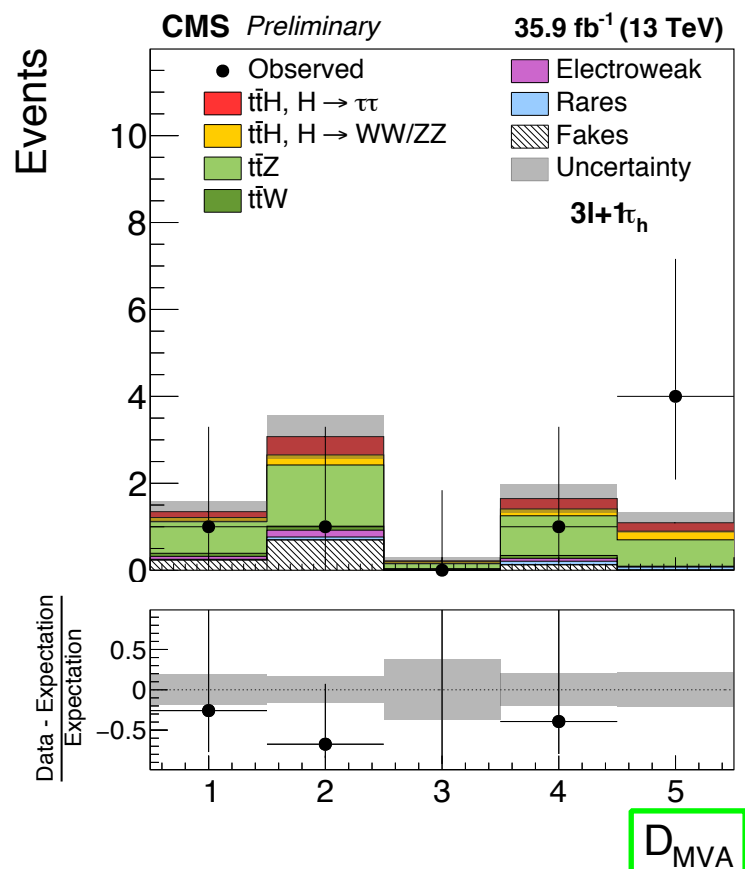 CMS Preliminary 35.9 fb⁻¹ (13 TeV)
Events
Observed
tt̄H, H → ττ
tt̄H, H → WW/ZZ
tt̄Z
tt̄W
Electroweak
Rares
Fakes
Uncertainty
3l+1τₕ
10
8
6
4
2
0
Data - Expectation
Expectation
0.5
0
−0.5
1 2 3 4 5
D_MVA